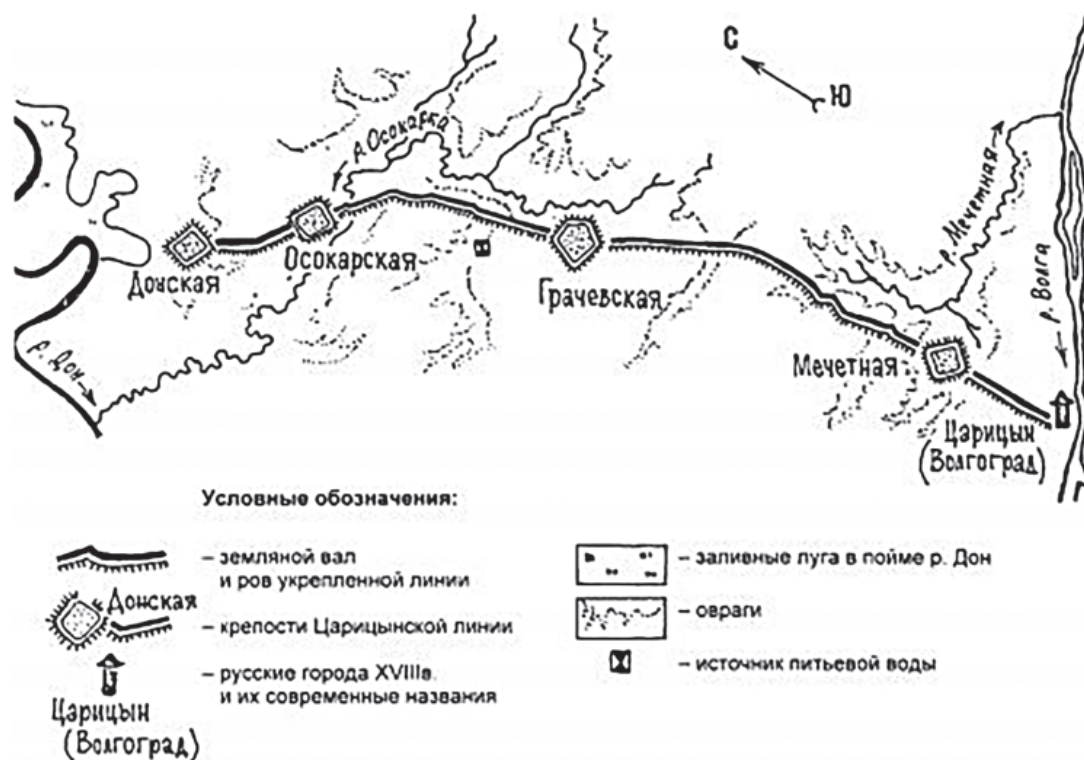 С
Ю
р. Осокарка
р. Мечетная
Осокарская
Донская
Грачевская
р. Волга
р. Дон
Мечетная
Царицын
(Волгоград)
Условные обозначения:
– земляной вал
и ров укрепленной линии
Донская
– крепости Царицынской линии
– русские города XVIIIв.
и их современные названия
Царицын
(Волгоград)
– заливные луга в пойме р. Дон
– овраги
– источник питьевой воды